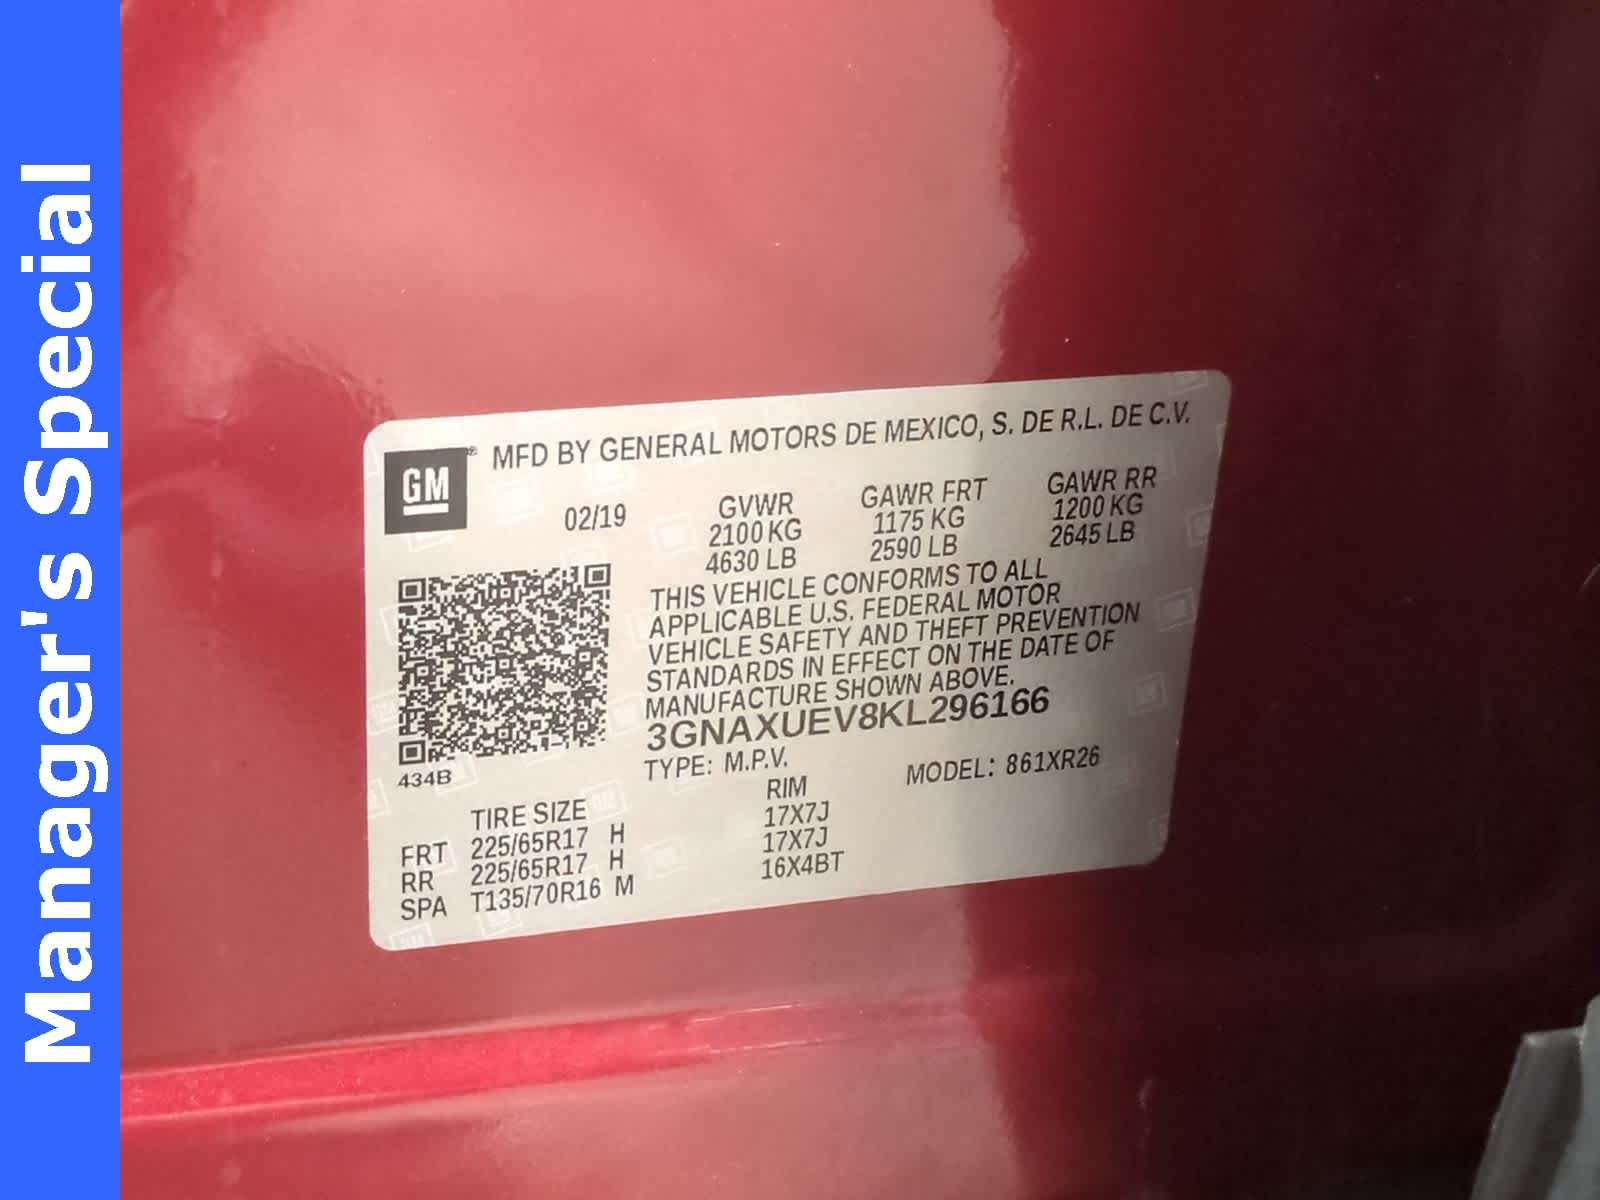 Manager's Special
GM® MFD BY GENERAL MOTORS DE MEXICO, S. DE R.L. DE C.V.
02/19
GVWR
2100 KG
4630 LB
GAWR FRT
1175 KG
2590 LB
GAWR RR
1200 KG
2645 LB
THIS VEHICLE CONFORMS TO ALL
APPLICABLE U.S. FEDERAL MOTOR
VEHICLE SAFETY AND THEFT PREVENTION
STANDARDS IN EFFECT ON THE DATE OF
MANUFACTURE SHOWN ABOVE.
3GNAXUEV8KL296166
434B
TYPE: M.P.V. MODEL: 861XR26
TIRE SIZE RIM
FRT 225/65R17 H 17X7J
RR 225/65R17 H 17X7J
SPA T135/70R16 M 16X4BT